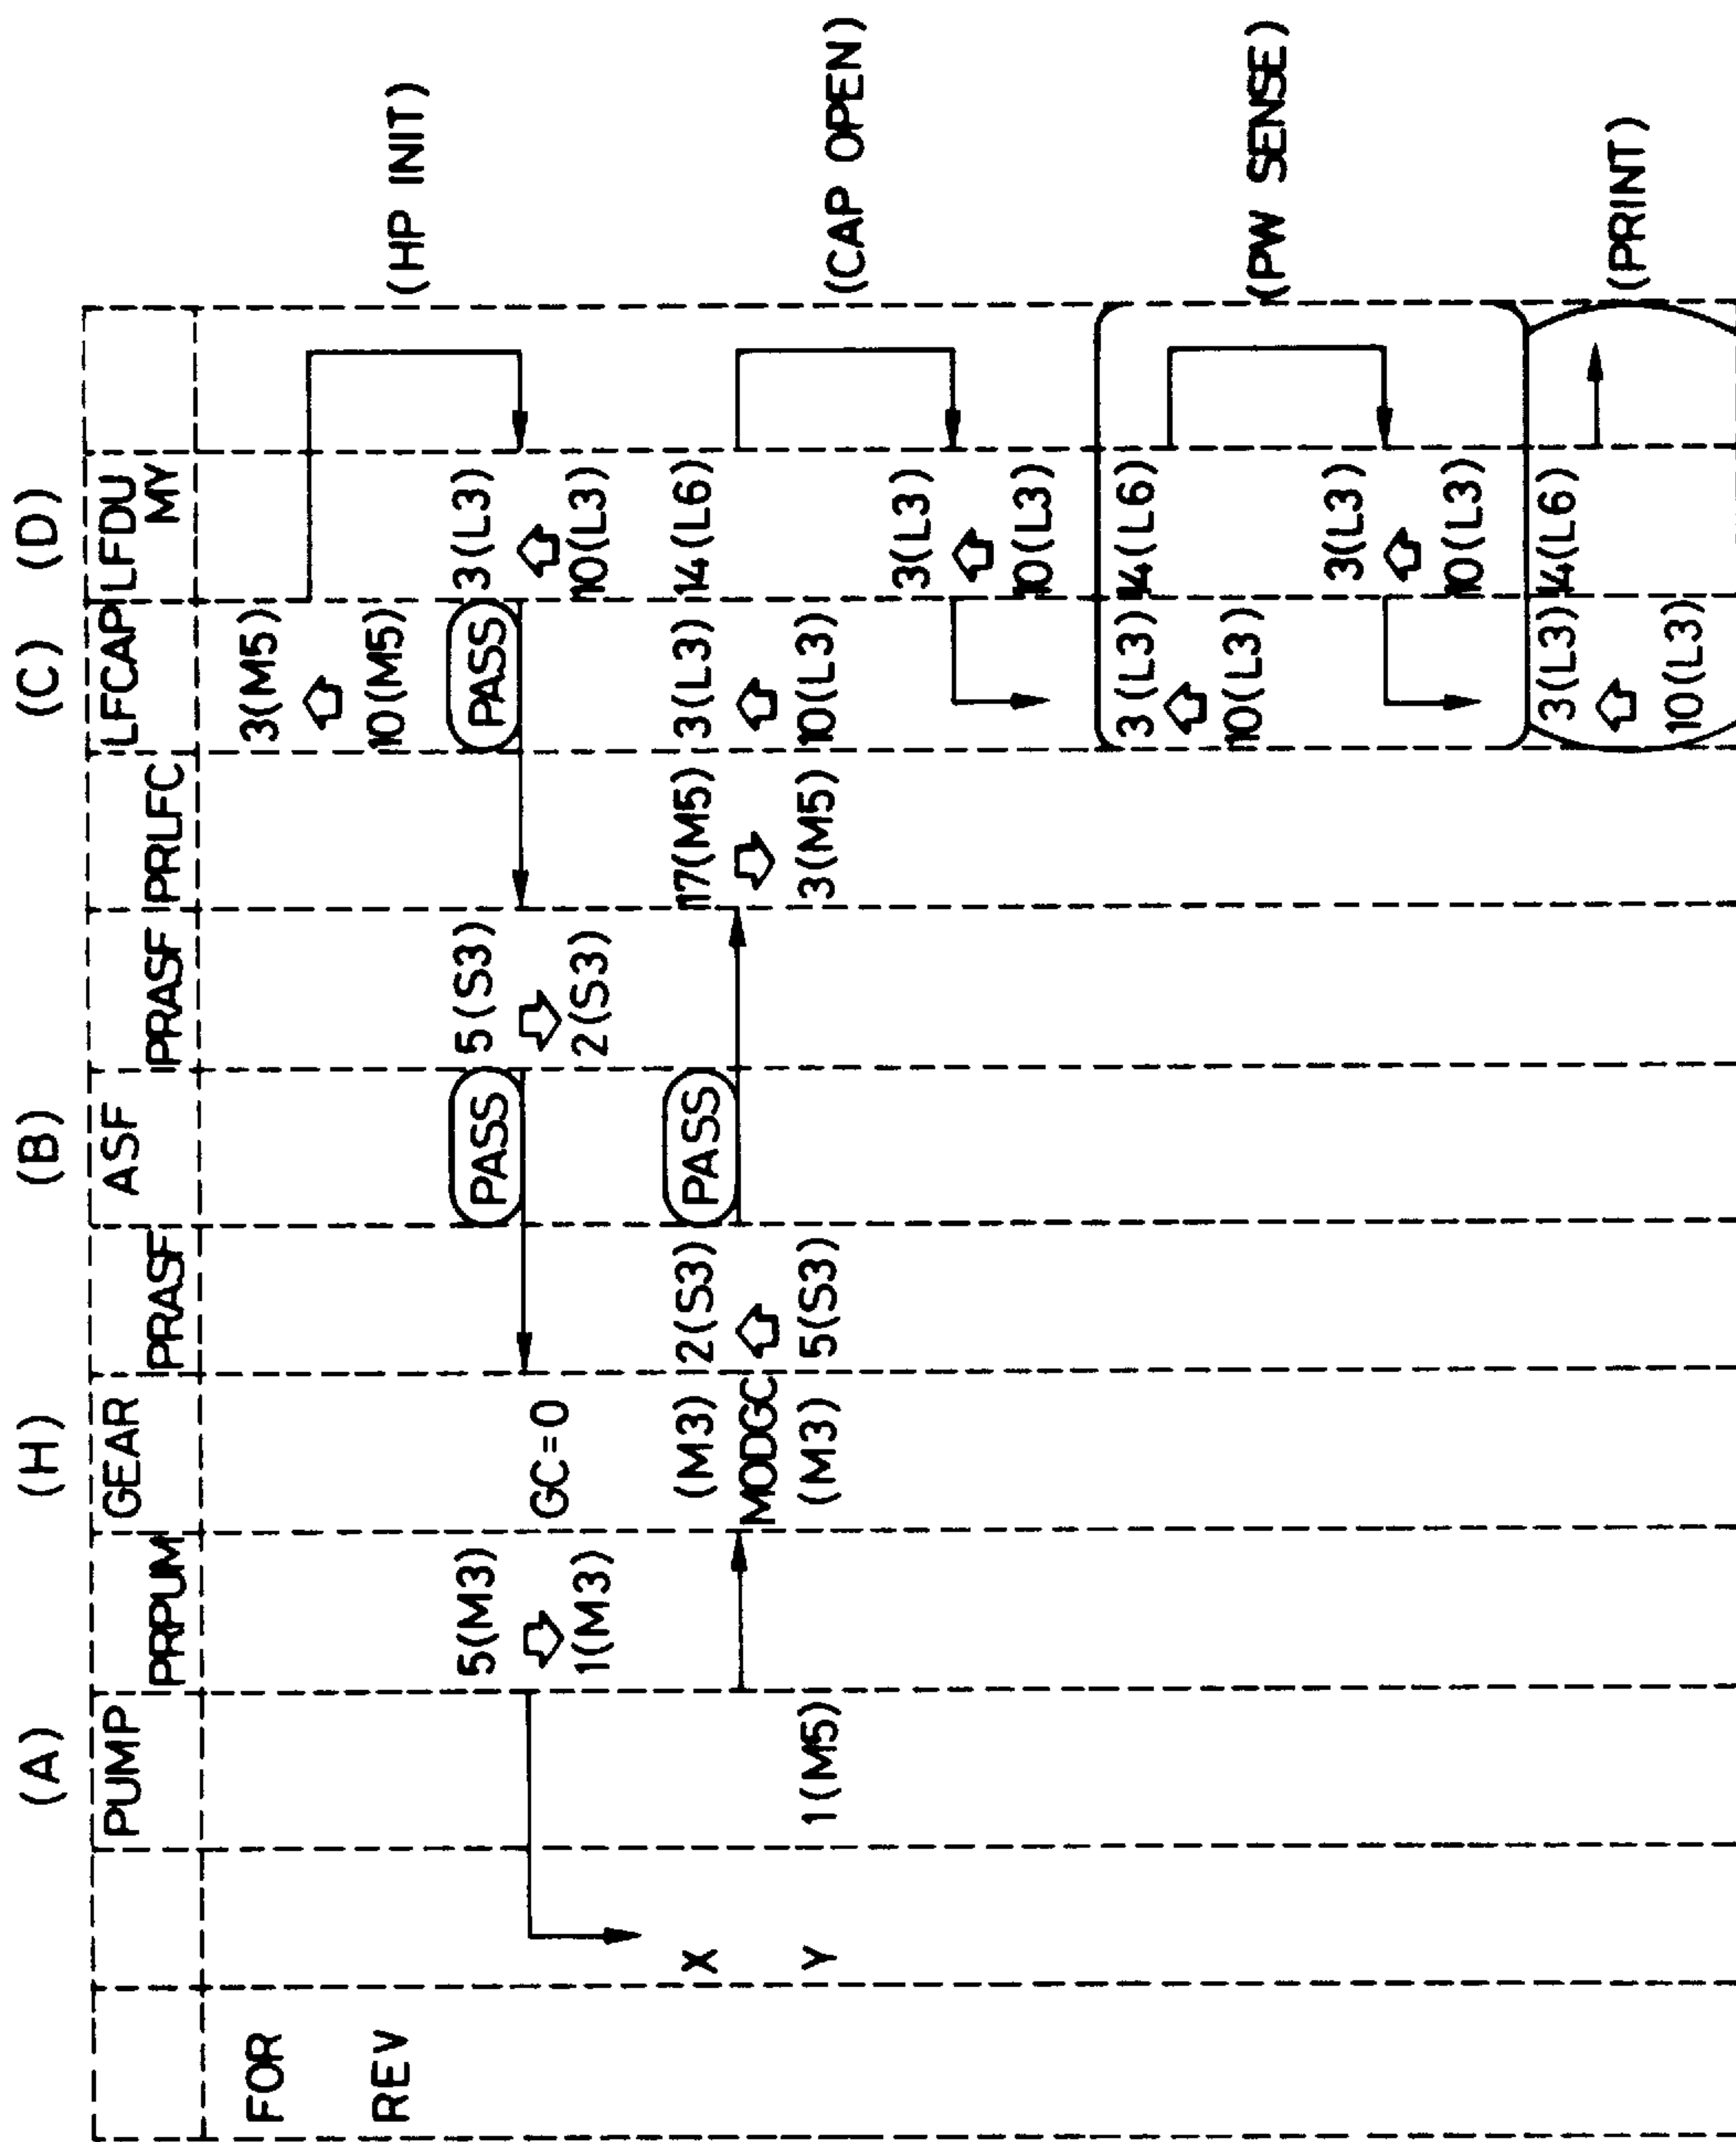 (A) (H) (B) (C) (D)
PUMP GEAR ASF LFCAP LFDU
PRPUM PRASF PRASF PRLFC MY
FOR 3(M5)
REV 10(M5) (HP INIT)
5(M3) PASS 5(S3) PASS 3(L3)
GC=0
1(M3) 2(S3) 10(L3)
X (M3) 2(S3) PASS 17(M5) 3(L3) 14(L6)
MODGC
Y 1(M5) (M3) 5(S3) 3(M5) 10(L3) (CAP OPEN)
3(L3)
10(L3)
3(L3) 14(L6)
10(L3) (PW SENSE)
3(L3)
10(L3)
3(L3) 14(L6)
(PRINT)
10(L3)